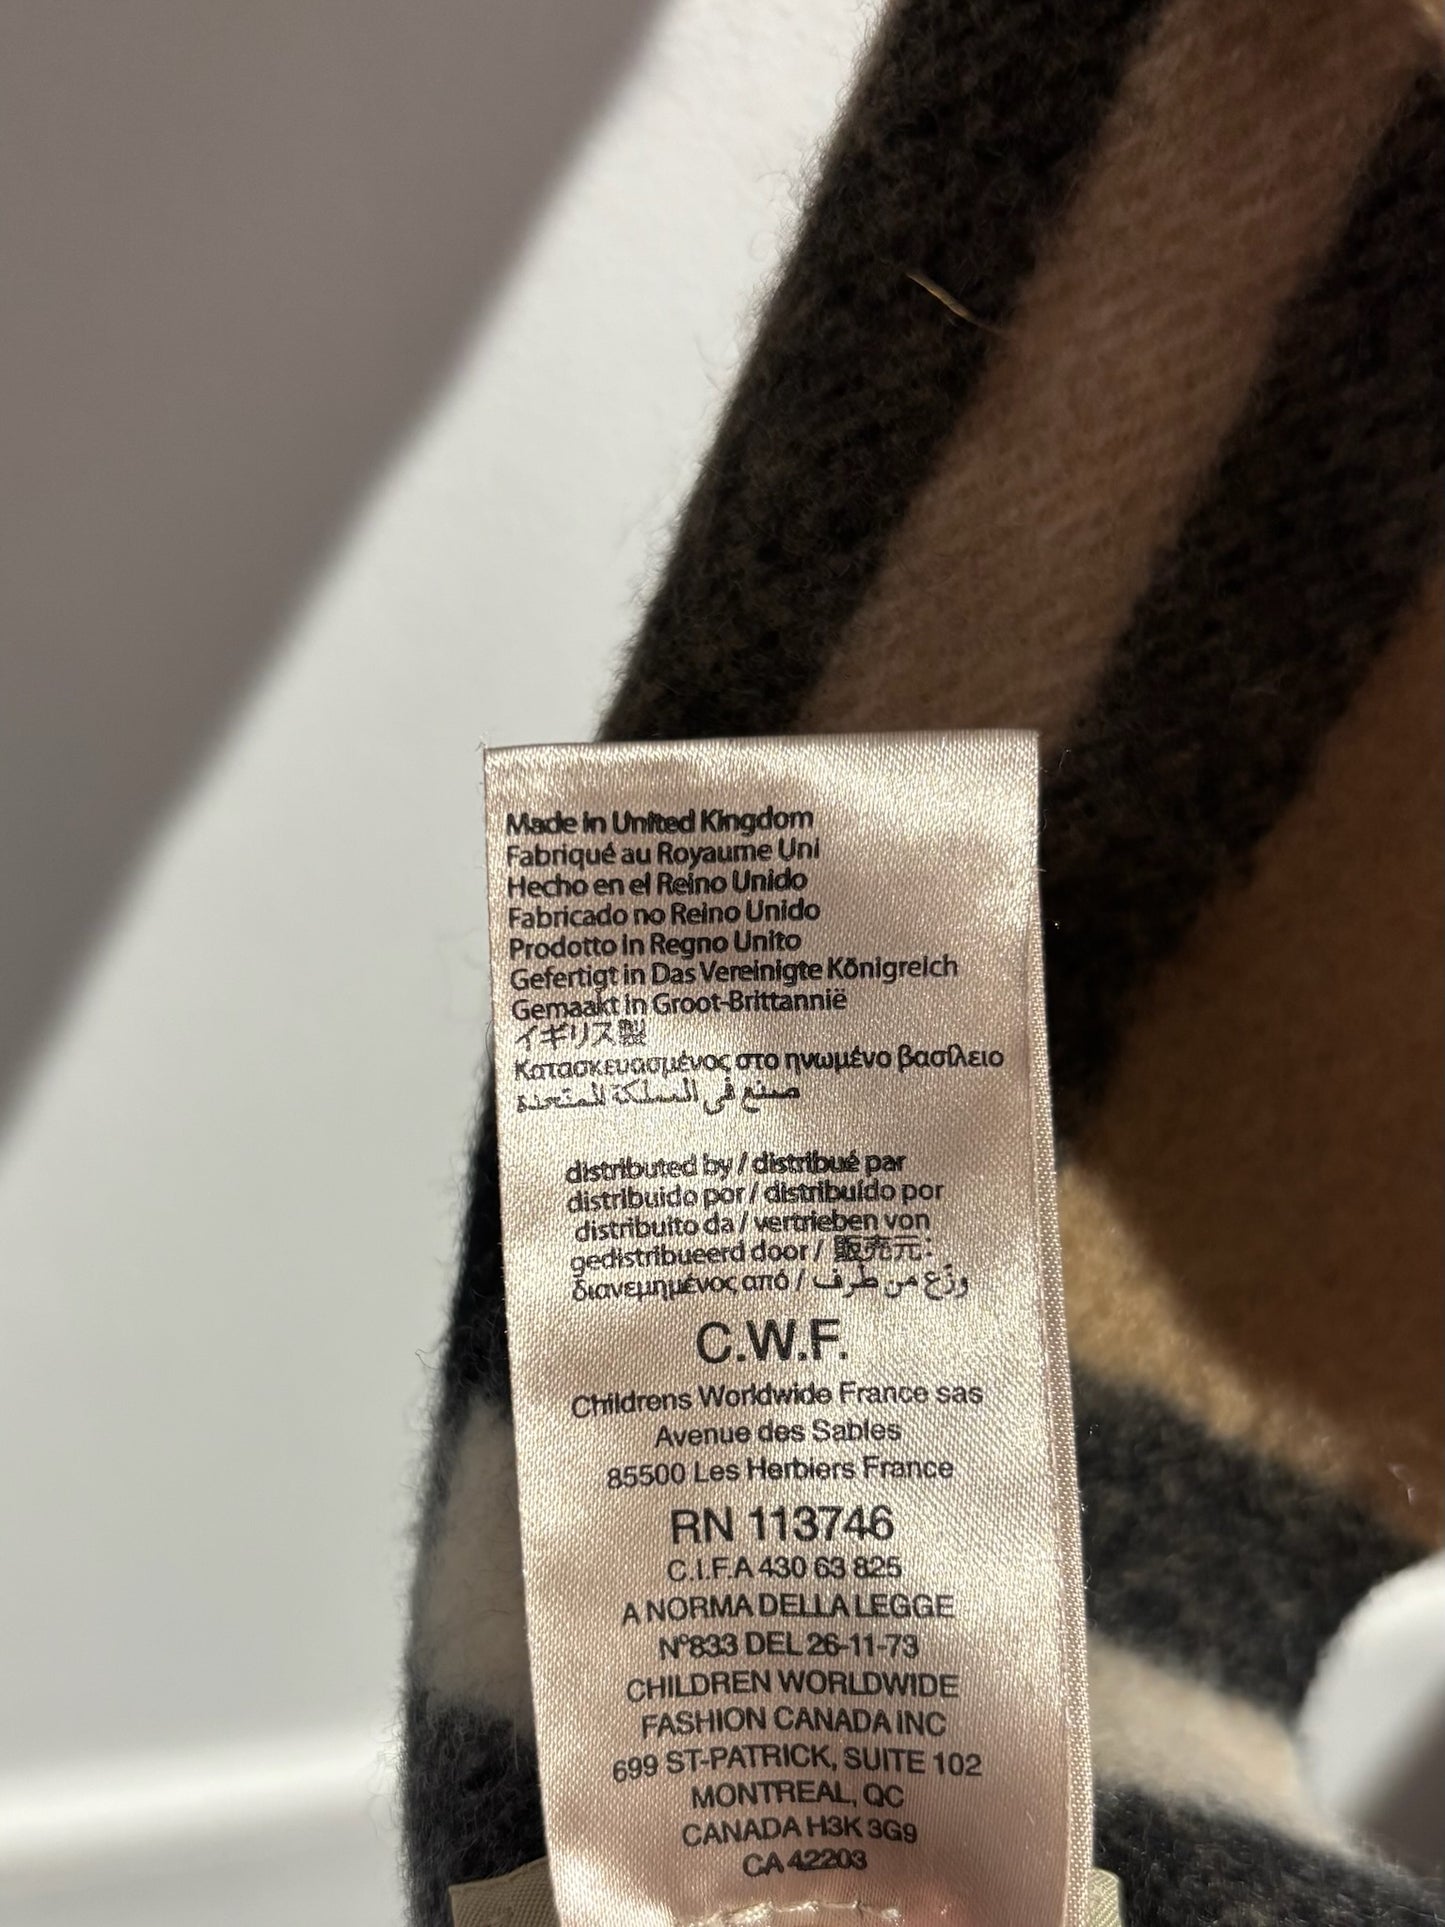 Made in United Kingdom
Fabriqué au Royaume Uni
Hecho en el Reino Unido
Fabricado no Reino Unido
Prodotto in Regno Unito
Gefertigt in Das Vereinigte Königreich
Gemaakt in Groot-Brittannië
イギリス製
Κατασκευασμένος στο ηνωμένο βασίλειο
صنع في المملكة المتحدة
distributed by / distribué par
distribuido por / distribuído por
distribuito da / vertrieben von
gedistribueerd door / 販売元:
διανεμημένος από / وزّع من طرف
C.W.F.
Childrens Worldwide France sas
Avenue des Sables
85500 Les Herbiers France
RN 113746
C.I.F.A 430 63 825
A NORMA DELLA LEGGE
Nº833 DEL 26-11-73
CHILDREN WORLDWIDE
FASHION CANADA INC
699 ST-PATRICK, SUITE 102
MONTREAL, QC
CANADA H3K 3G9
CA 42203